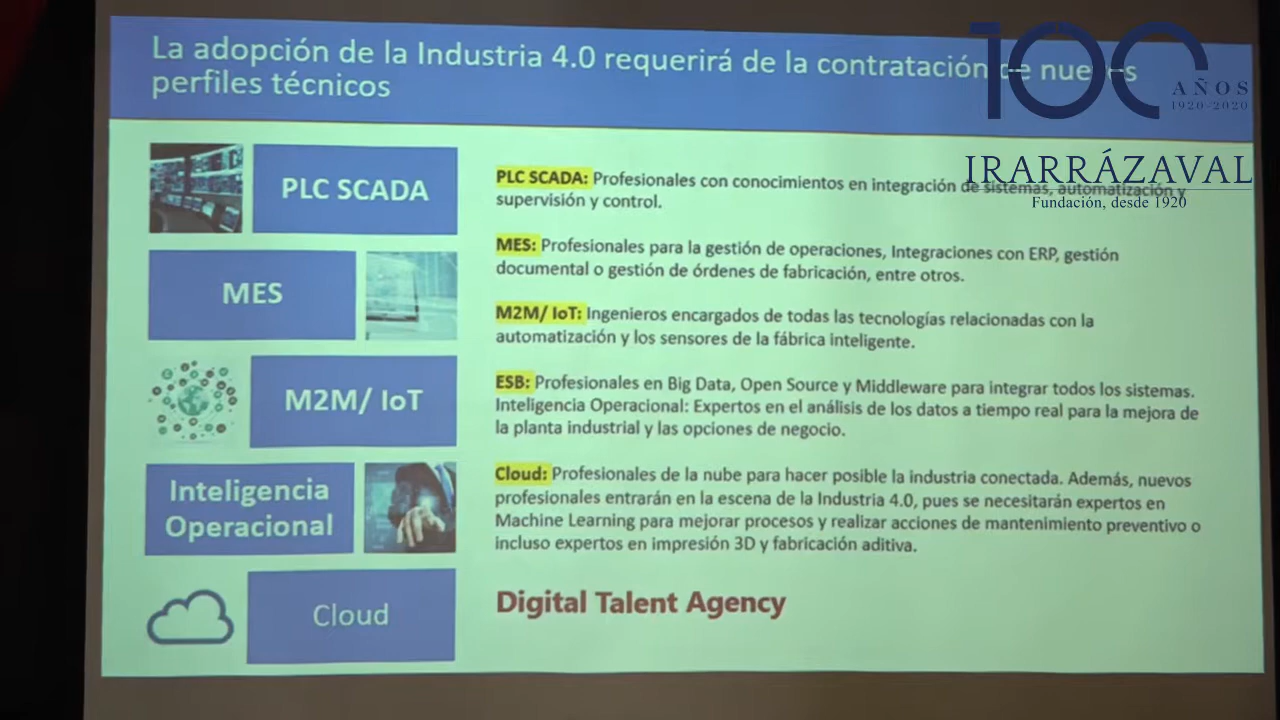 La adopción de la Industria 4.0 requerirá de la contratación de nuevos
perfiles técnicos
100
AÑOS
1920-2020
IRARRÁZAVAL
Fundación, desde 1920
PLC SCADA
MES
M2M/ IoT
Inteligencia
Operacional
Cloud
PLC SCADA: Profesionales con conocimientos en integración de sistemas, automatización y
supervisión y control.
MES: Profesionales para la gestión de operaciones, Integraciones con ERP, gestión
documental o gestión de órdenes de fabricación, entre otros.
M2M/ IoT: Ingenieros encargados de todas las tecnologías relacionadas con la
automatización y los sensores de la fábrica inteligente.
ESB: Profesionales en Big Data, Open Source y Middleware para integrar todos los sistemas.
Inteligencia Operacional: Expertos en el análisis de los datos a tiempo real para la mejora de
la planta industrial y las opciones de negocio.
Cloud: Profesionales de la nube para hacer posible la industria conectada. Además, nuevos
profesionales entrarán en la escena de la Industria 4.0, pues se necesitarán expertos en
Machine Learning para mejorar procesos y realizar acciones de mantenimiento preventivo o
incluso expertos en impresión 3D y fabricación aditiva.
Digital Talent Agency